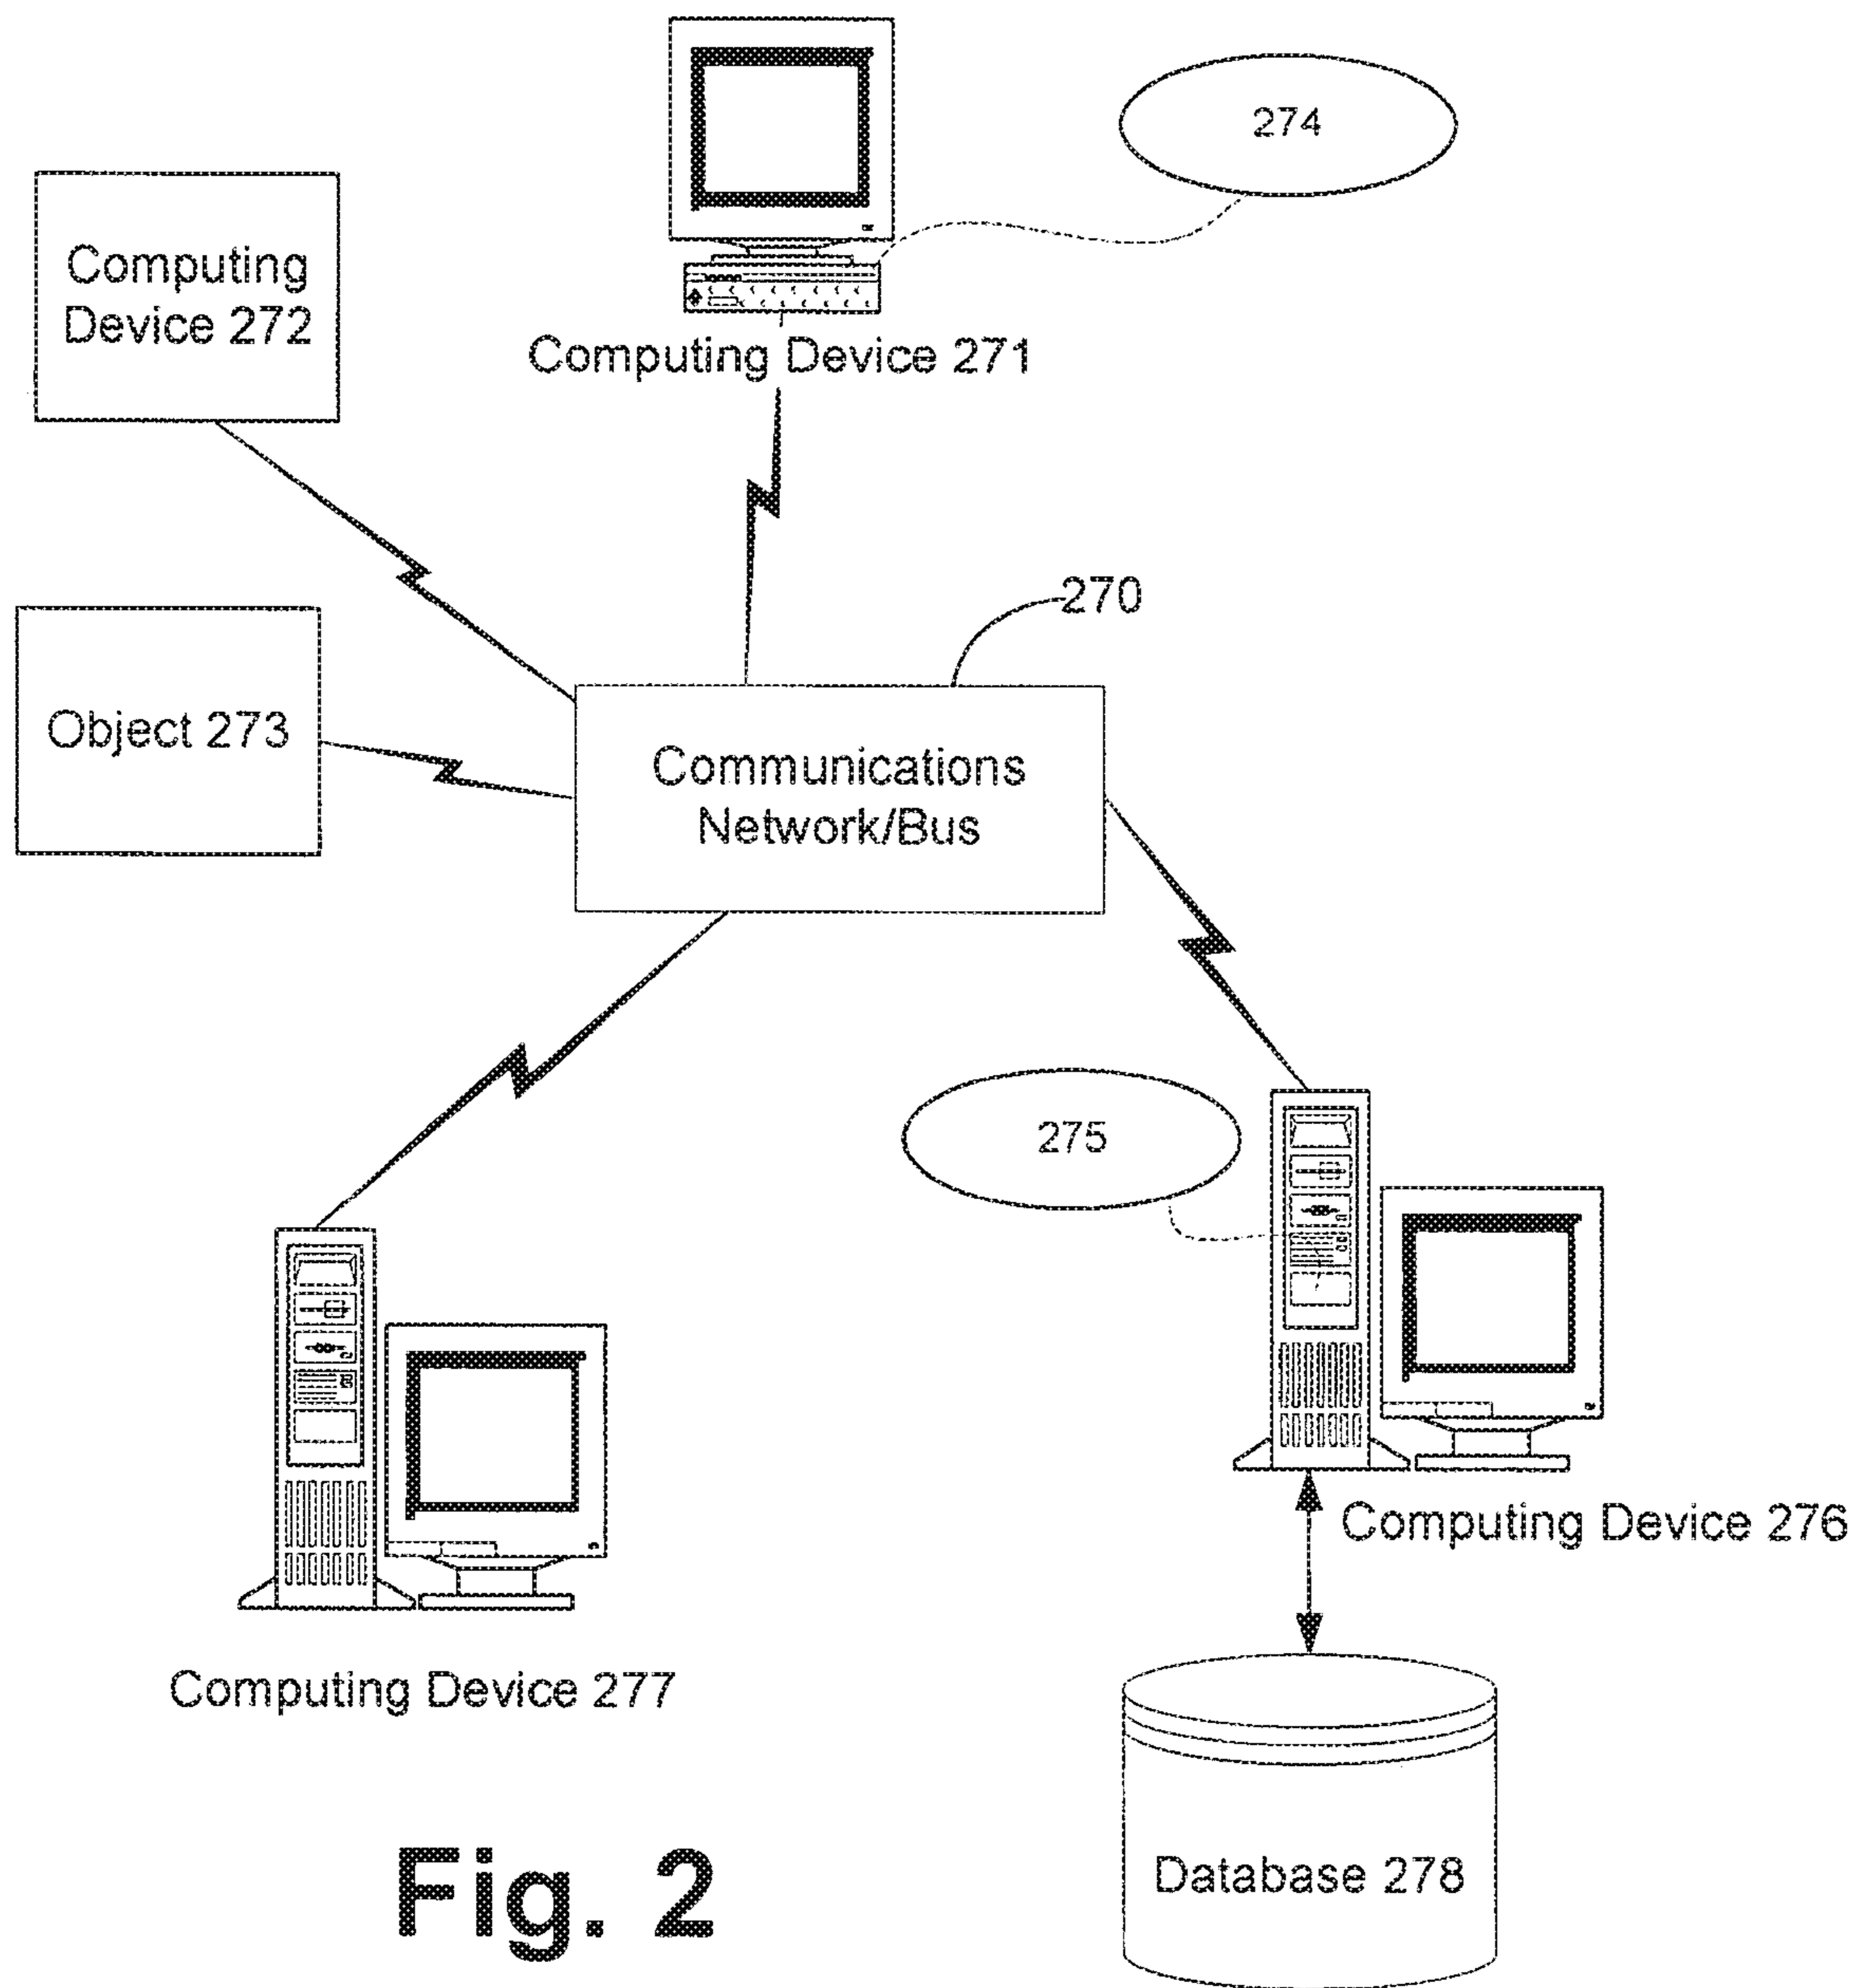 274
Computing
Device 272
Computing Device 271
270
Object 273
Communications
Network/Bus
275
Computing Device 276
Computing Device 277
Database 278
Fig. 2